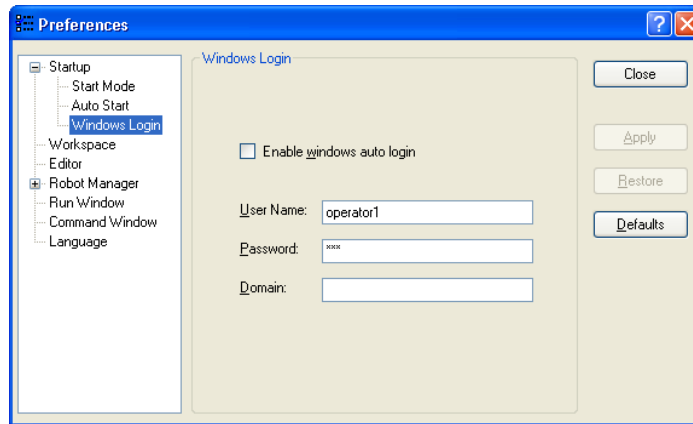 Preferences
Startup
Start Mode
Auto Start
Windows Login
Workspace
Editor
Robot Manager
Run Window
Command Window
Language
Windows Login
Enable windows auto login
User Name: operator1
Password: ***
Domain:
Close
Apply
Restore
Defaults